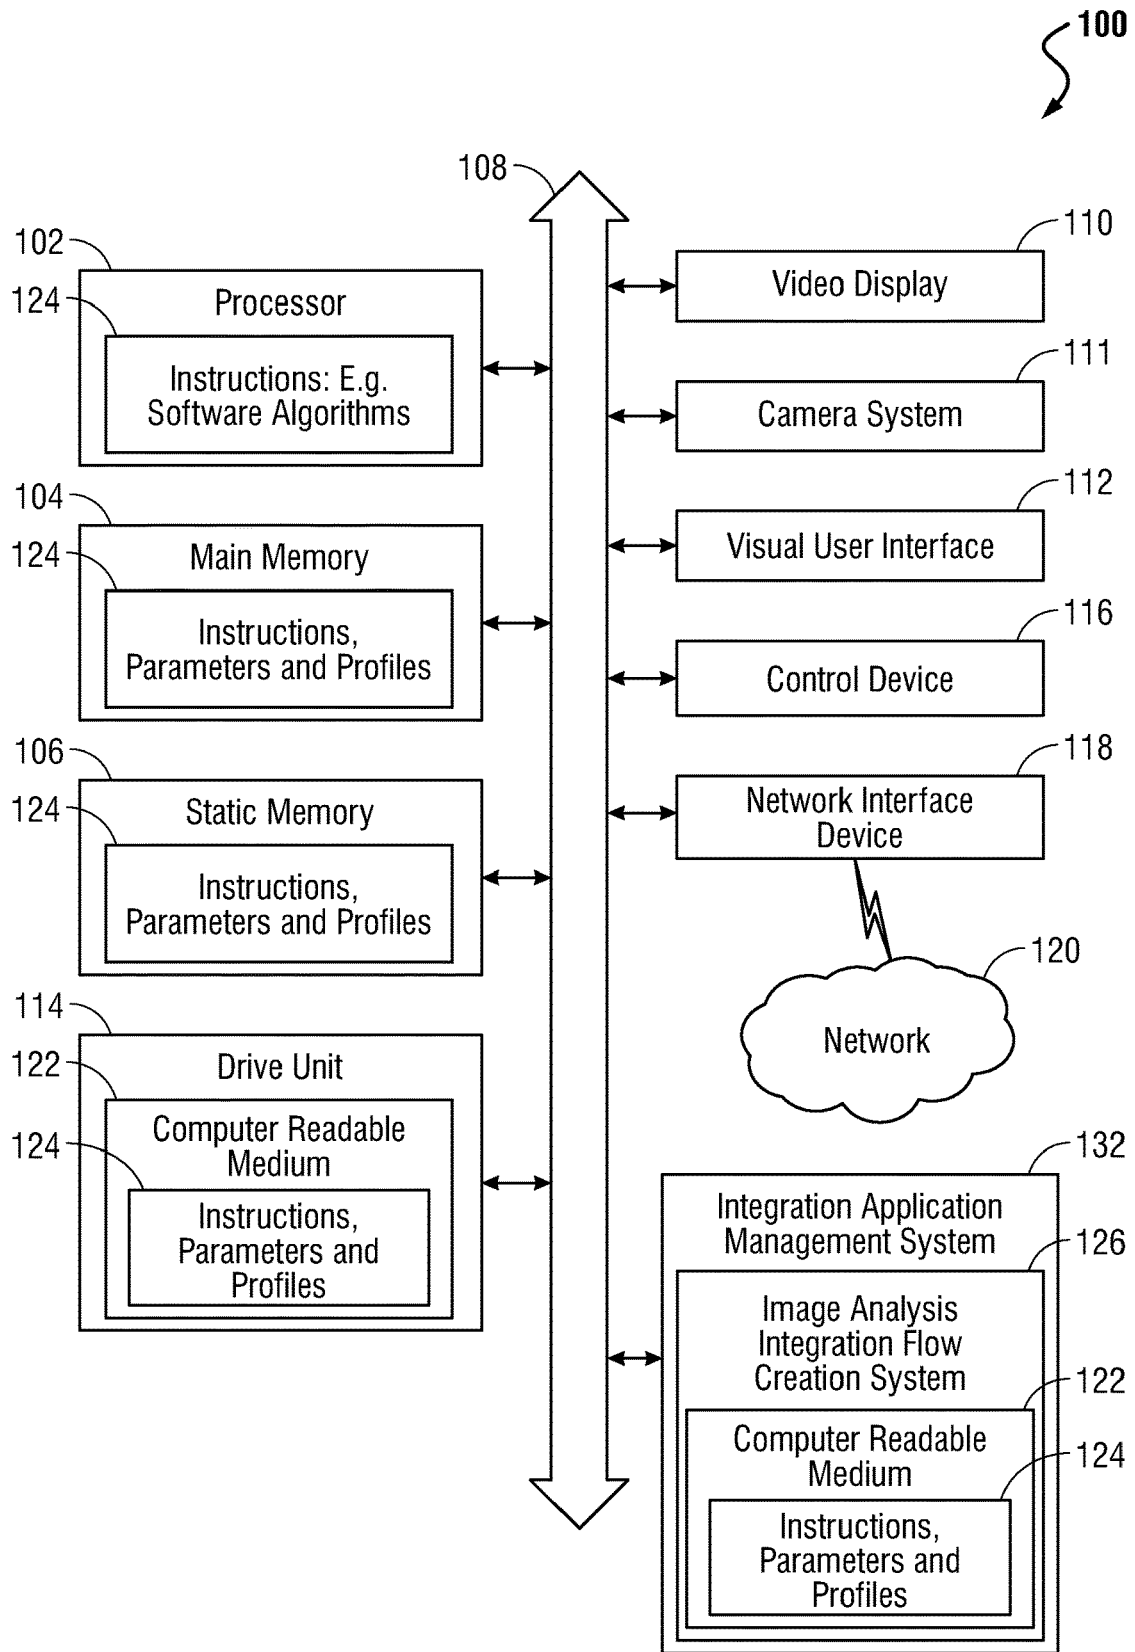 100
108
102
124
Processor
Instructions: E.g.
Software Algorithms
104
124
Main Memory
Instructions,
Parameters and Profiles
106
124
Static Memory
Instructions,
Parameters and Profiles
114
122
124
Drive Unit
Computer Readable
Medium
Instructions,
Parameters and
Profiles
110
Video Display
111
Camera System
112
Visual User Interface
116
Control Device
118
Network Interface
Device
120
Network
132
Integration Application
Management System
126
Image Analysis
Integration Flow
Creation System
122
Computer Readable
Medium
124
Instructions,
Parameters and
Profiles